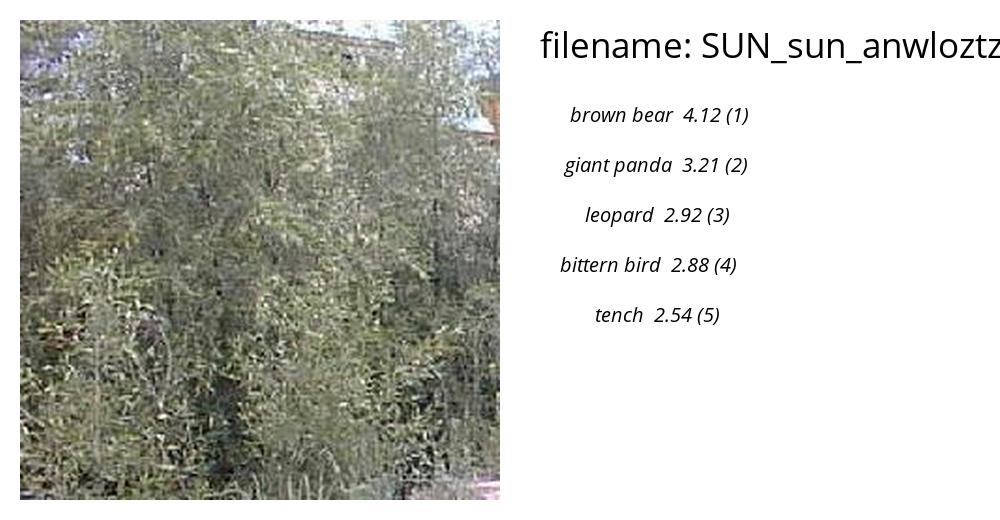 filename: SUN_sun_anwloztz
brown bear 4.12 (1)
giant panda 3.21 (2)
leopard 2.92 (3)
bittern bird 2.88 (4)
tench 2.54 (5)